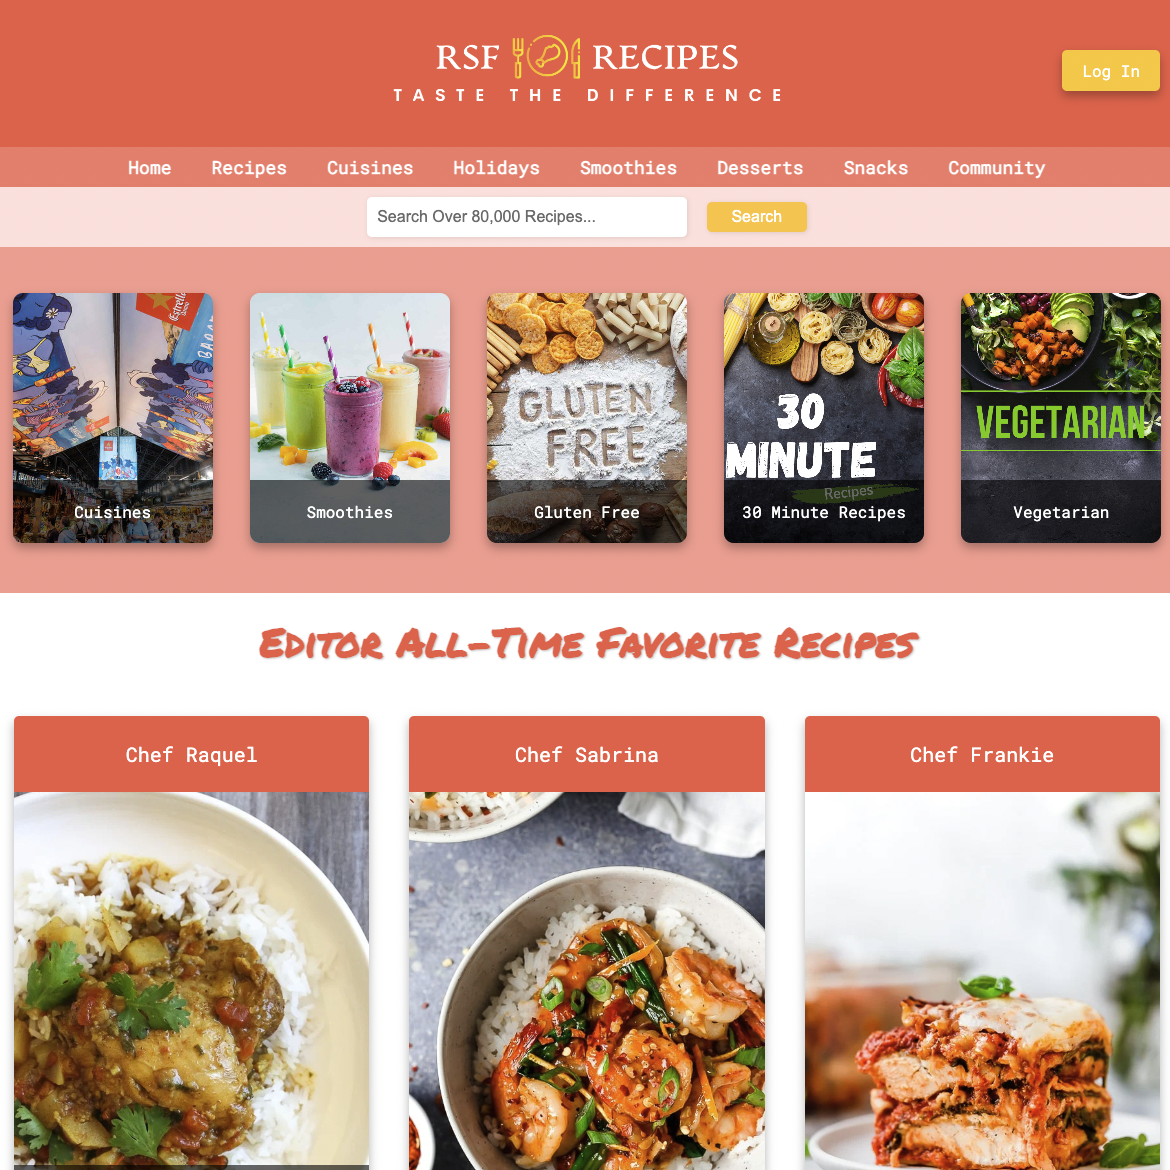 RSF RECIPES
TASTE THE DIFFERENCE
Log In
Home Recipes Cuisines Holidays Smoothies Desserts Snacks Community
Search Over 80,000 Recipes...
Search
Estrella
Cuisines
Smoothies
GLUTEN
FREE
Gluten Free
30
MINUTE
Recipes
30 Minute Recipes
VEGETARIAN
Vegetarian
Editor All-Time Favorite Recipes
Chef Raquel
Chef Sabrina
Chef Frankie